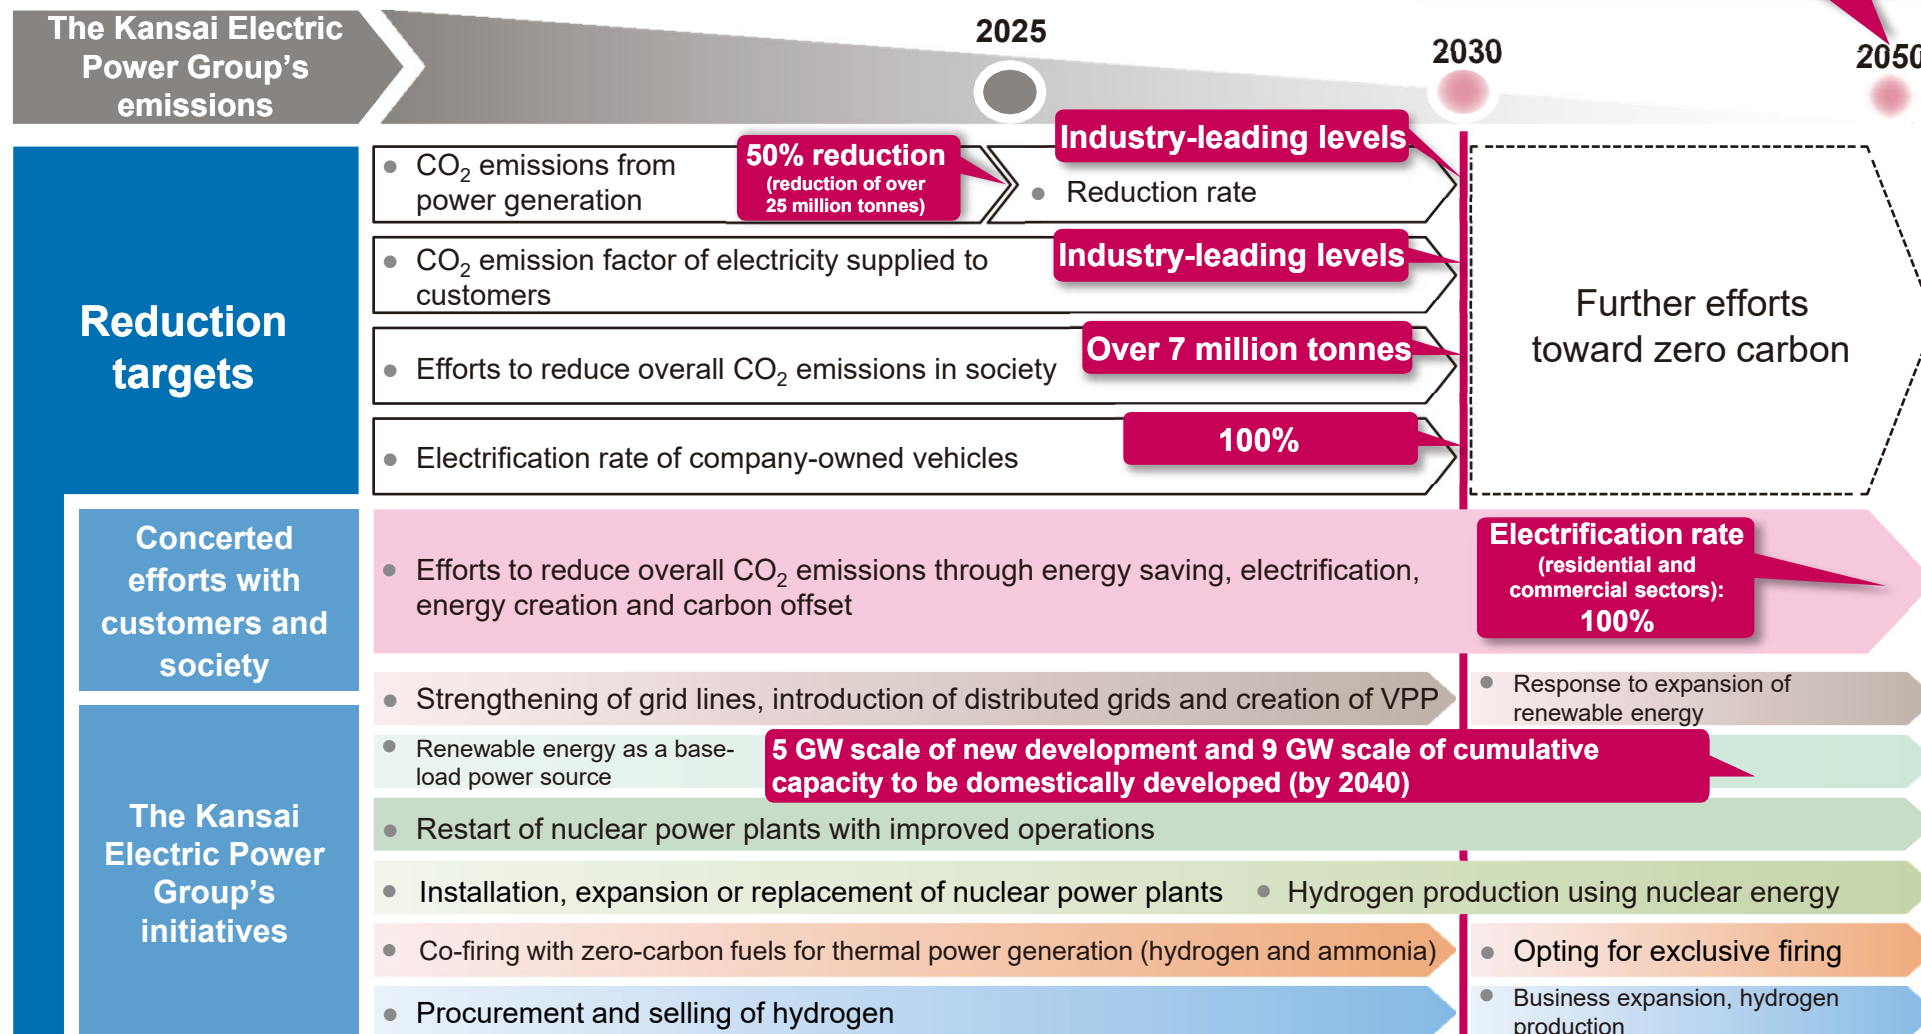 The Kansai Electric
Power Group's
emissions
2025
2030
2050
Reduction
targets
CO2 emissions from
power generation
50% reduction
(reduction of over
25 million tonnes)
Reduction rate
Industry-leading levels
CO2 emission factor of electricity supplied to
customers
Industry-leading levels
Efforts to reduce overall CO2 emissions in society
Over 7 million tonnes
Electrification rate of company-owned vehicles
100%
Further efforts
toward zero carbon
Concerted
efforts with
customers and
society
Efforts to reduce overall CO2 emissions through energy saving, electrification,
energy creation and carbon offset
Electrification rate
(residential and
commercial sectors):
100%
The Kansai
Electric Power
Group's
initiatives
Strengthening of grid lines, introduction of distributed grids and creation of VPP
Response to expansion of
renewable energy
Renewable energy as a base-
load power source
5 GW scale of new development and 9 GW scale of cumulative
capacity to be domestically developed (by 2040)
Restart of nuclear power plants with improved operations
Installation, expansion or replacement of nuclear power plants
Hydrogen production using nuclear energy
Co-firing with zero-carbon fuels for thermal power generation (hydrogen and ammonia)
Opting for exclusive firing
Procurement and selling of hydrogen
Business expansion, hydrogen
production